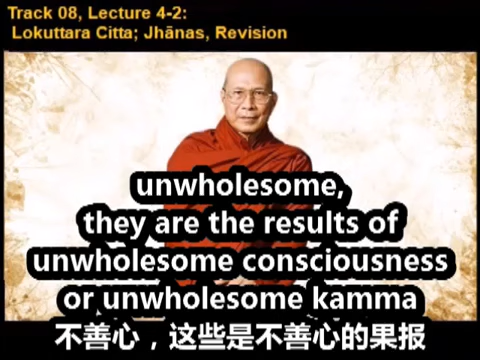 Track 08, Lecture 4-2:
Lokuttara Citta; Jhānas, Revision
unwholesome,
they are the results of
unwholesome consciousness
or unwholesome kamma
不善心，这些是不善心的果报